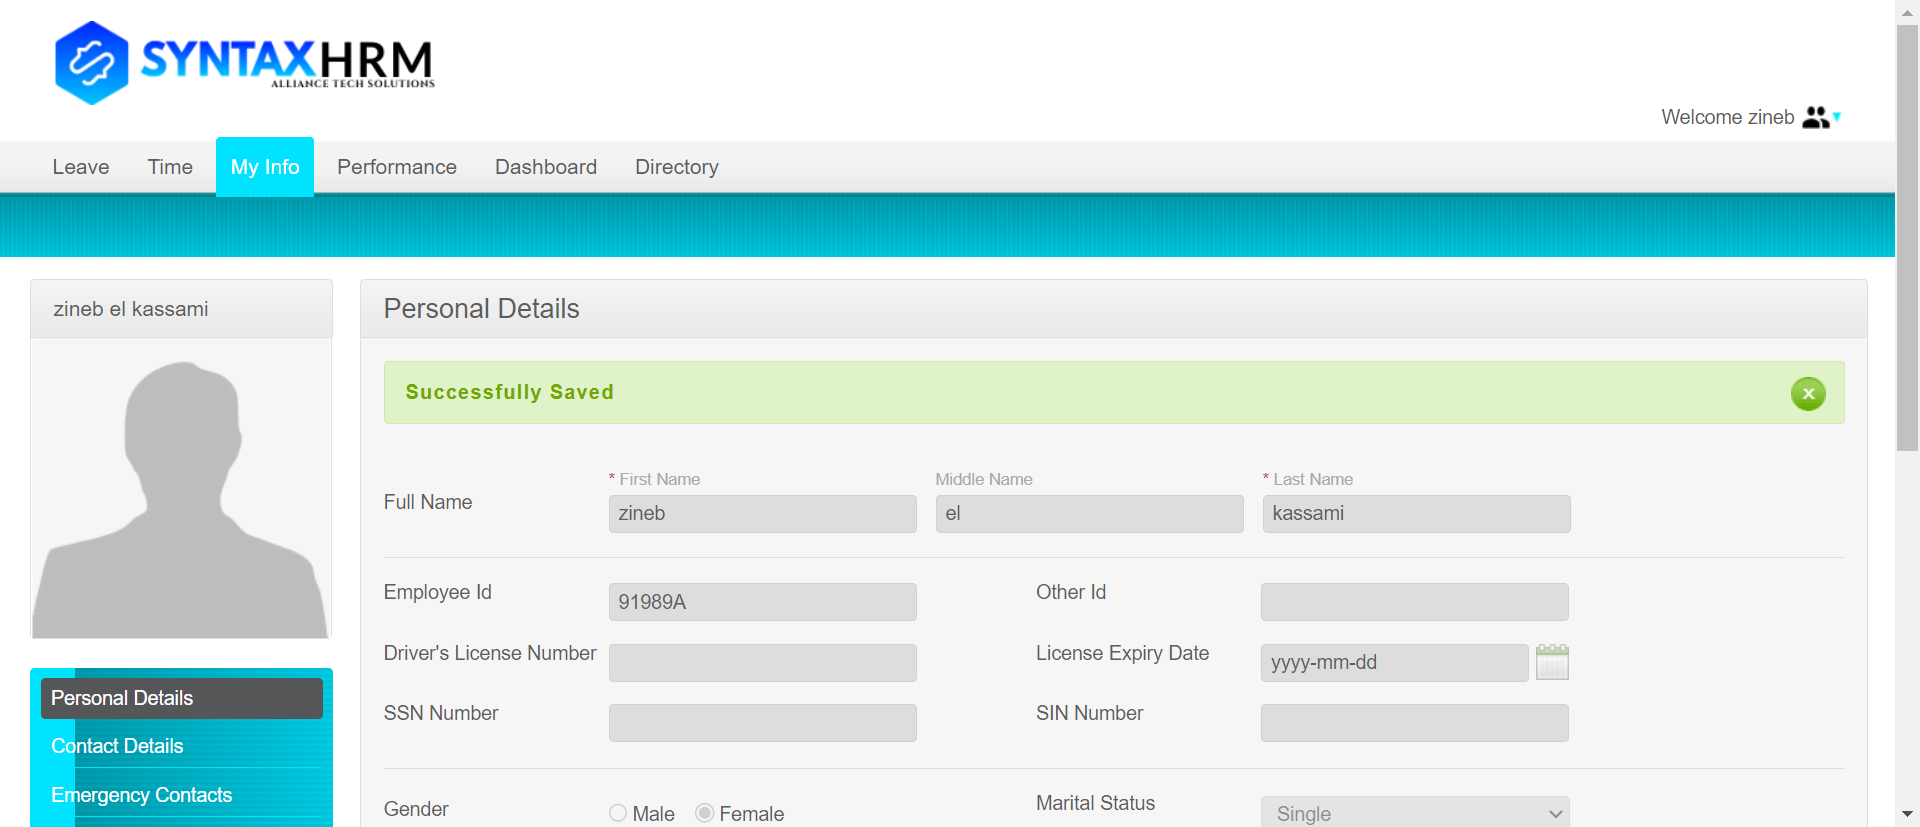 SYNTAXHRM
ALLIANCE TECH SOLUTIONS
Welcome zineb
Leave Time My Info Performance Dashboard Directory
zineb el kassami
Personal Details
Successfully Saved
x
* First Name Middle Name * Last Name
Full Name zineb el kassami
Employee Id 91989A Other Id
Driver's License Number License Expiry Date yyyy-mm-dd
SSN Number SIN Number
Gender Male Female Marital Status Single
Personal Details
Contact Details
Emergency Contacts